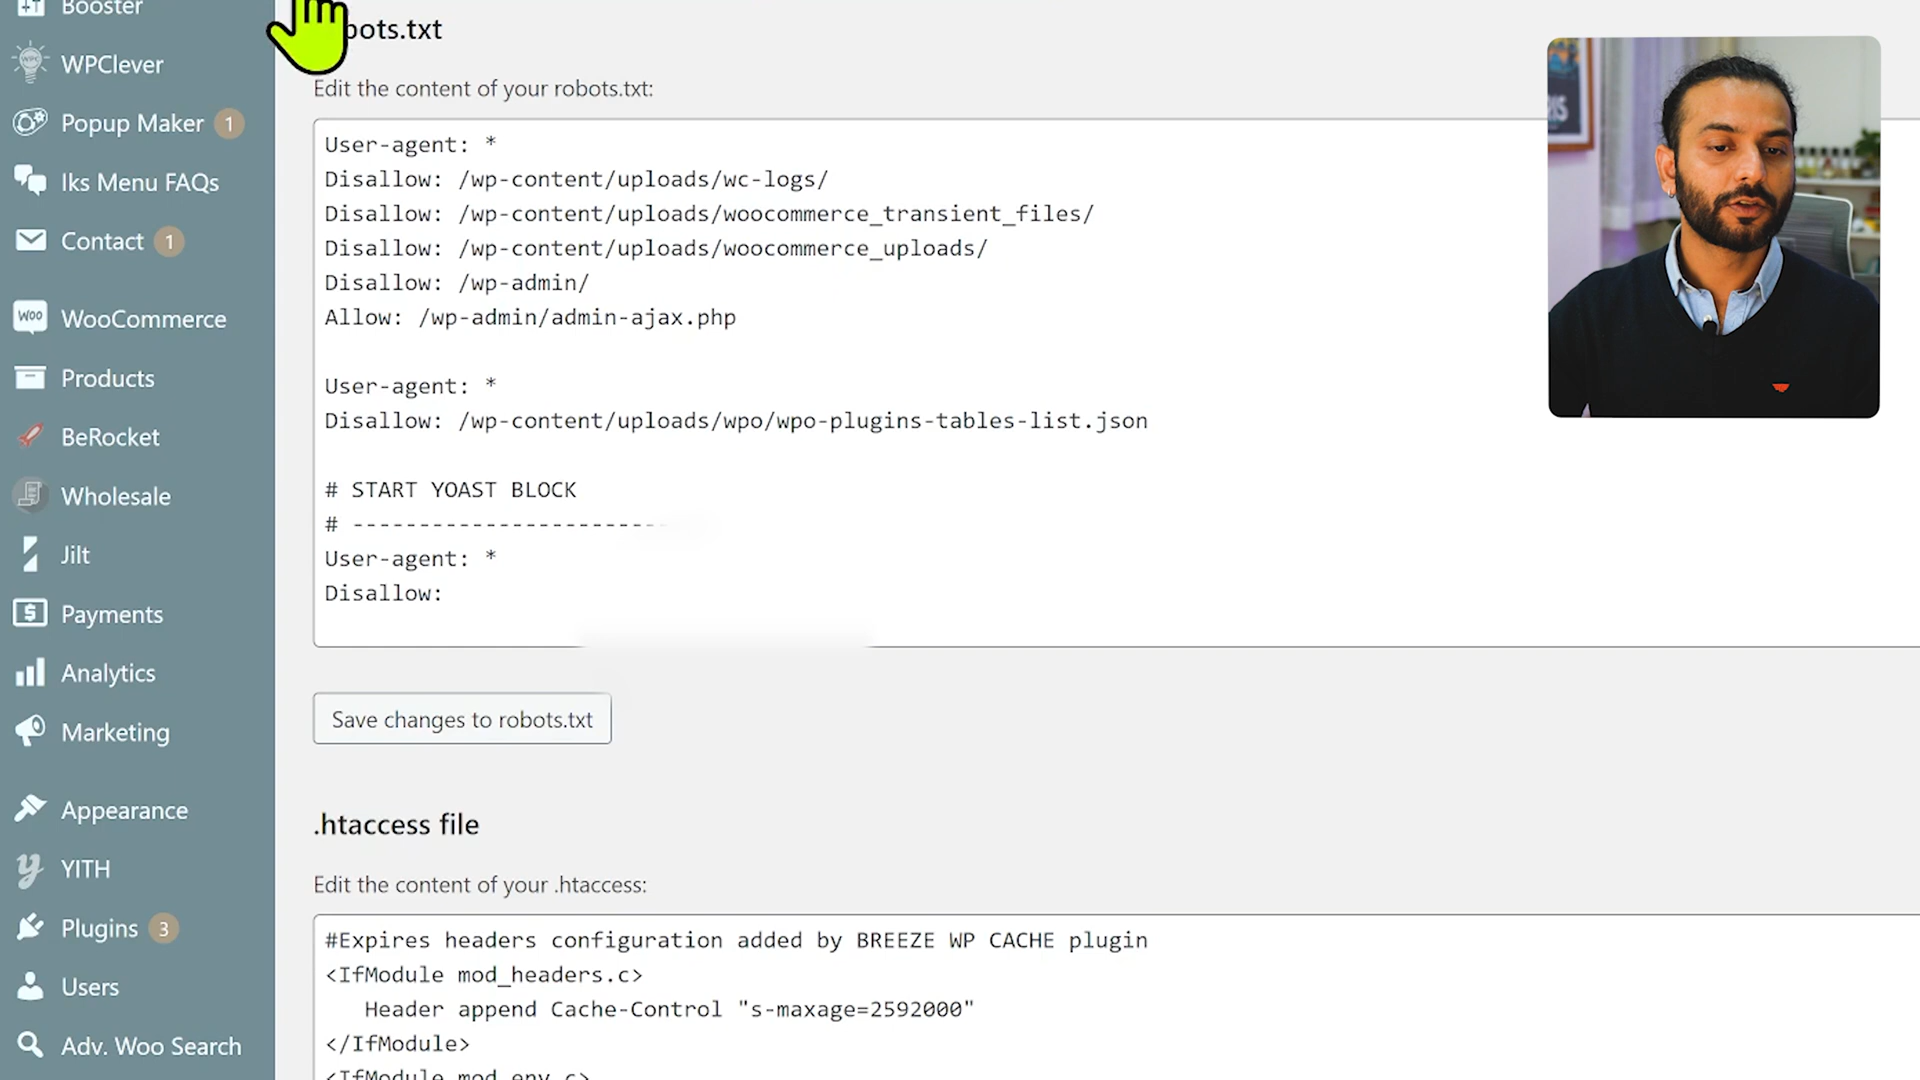 Booster
bots.txt
WPClever
Edit the content of your robots.txt:
Popup Maker 1
User-agent: *
Disallow: /wp-content/uploads/wc-logs/
Iks Menu FAQs
Disallow: /wp-content/uploads/woocommerce_transient_files/
Contact 1
Disallow: /wp-content/uploads/woocommerce_uploads/
Disallow: /wp-admin/
WOO WooCommerce
Allow: /wp-admin/admin-ajax.php
Products
User-agent: *
Disallow: /wp-content/uploads/wpo/wpo-plugins-tables-list.json
BeRocket
Wholesale
# START YOAST BLOCK
# ------------------------
Jilt
User-agent: *
Disallow:
Payments
Analytics
Save changes to robots.txt
Marketing
Appearance
.htaccess file
YITH
Edit the content of your .htaccess:
Plugins 3
#Expires headers configuration added by BREEZE WP CACHE plugin
<IfModule mod_headers.c>
Users
Header append Cache-Control "s-maxage=2592000"
</IfModule>
Adv. Woo Search
<IfModule mod_env.c>